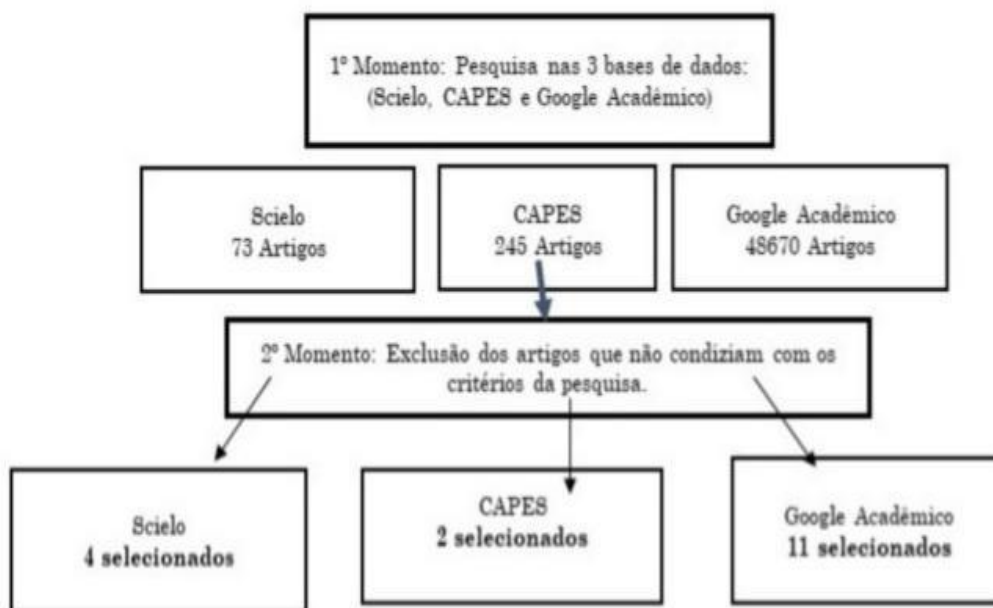 1º Momento: Pesquisa nas 3 bases de dados:
(Scielo, CAPES e Google Acadêmico)
Scielo
73 Artigos
CAPES
245 Artigos
Google Acadêmico
48670 Artigos
2º Momento: Exclusão dos artigos que não condiziam com os
critérios da pesquisa.
Scielo
4 selecionados
CAPES
2 selecionados
Google Acadêmico
11 selecionados